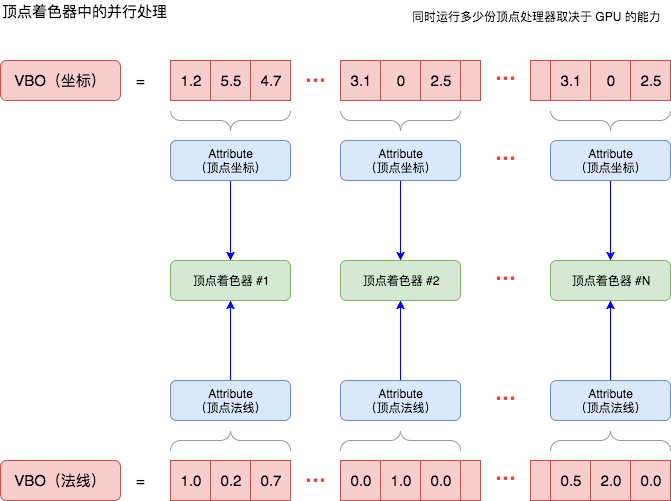 顶点着色器中的并行处理
同时运行多少份顶点处理器取决于 GPU 的能力
VBO（坐标） = 1.2 5.5 4.7 ••• 3.1 0 2.5 ••• 3.1 0 2.5
Attribute Attribute ••• Attribute
（顶点坐标） （顶点坐标） （顶点坐标）
顶点着色器 #1 顶点着色器 #2 ••• 顶点着色器 #N
Attribute Attribute ••• Attribute
（顶点法线） （顶点法线） （顶点法线）
VBO（法线） = 1.0 0.2 0.7 ••• 0.0 1.0 0.0 ••• 0.5 2.0 0.0